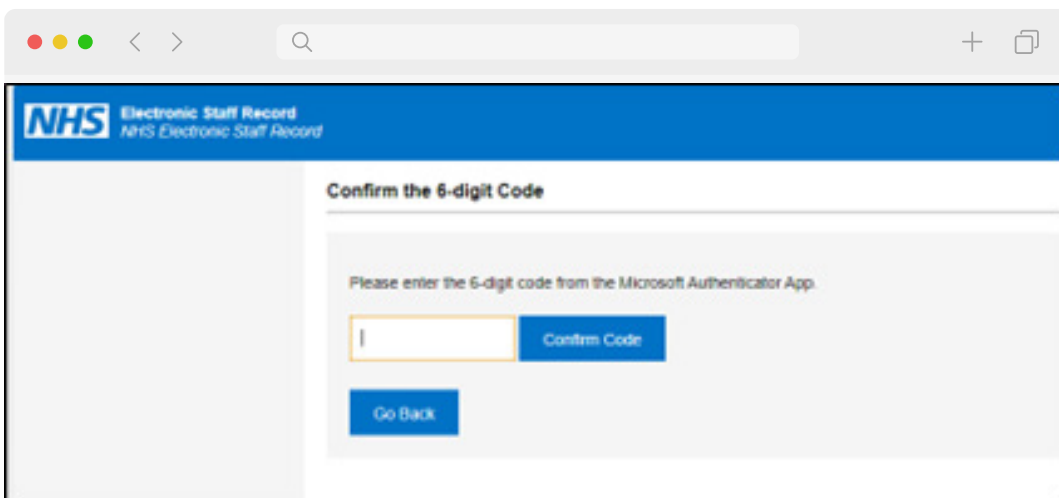 NHS
Electronic Staff Record
NHS Electronic Staff Record
Confirm the 6-digit Code
Please enter the 6-digit code from the Microsoft Authenticator App.
Confirm Code
Go Back